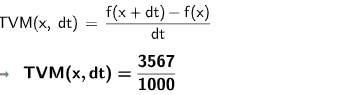 TVM(x, dt) = f(x + dt) − f(x) / dt
→ TVM(x, dt) = 3567 / 1000